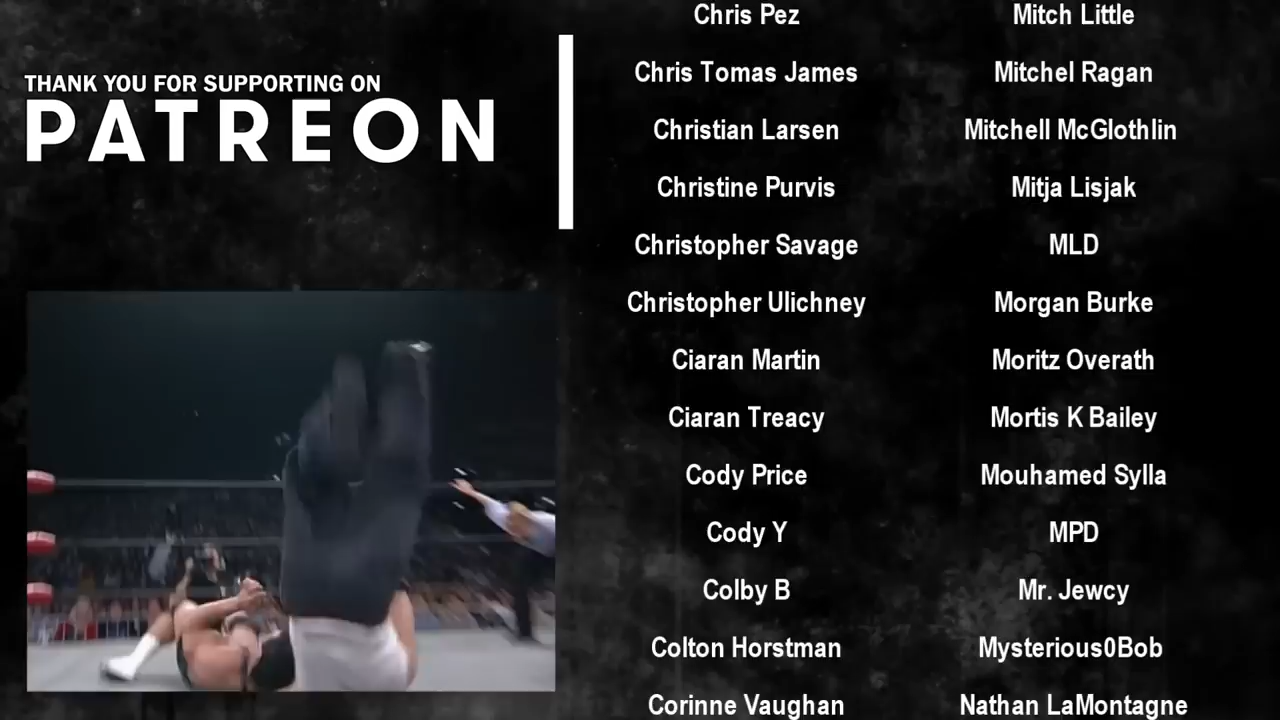 THANK YOU FOR SUPPORTING ON
PATREON
Chris Pez
Chris Tomas James
Christian Larsen
Christine Purvis
Christopher Savage
Christopher Ulichney
Ciaran Martin
Ciaran Treacy
Cody Price
Cody Y
Colby B
Colton Horstman
Corinne Vaughan
Mitch Little
Mitchel Ragan
Mitchell McGlothlin
Mitja Lisjak
MLD
Morgan Burke
Moritz Overath
Mortis K Bailey
Mouhamed Sylla
MPD
Mr. Jewcy
Mysterious0Bob
Nathan LaMontagne